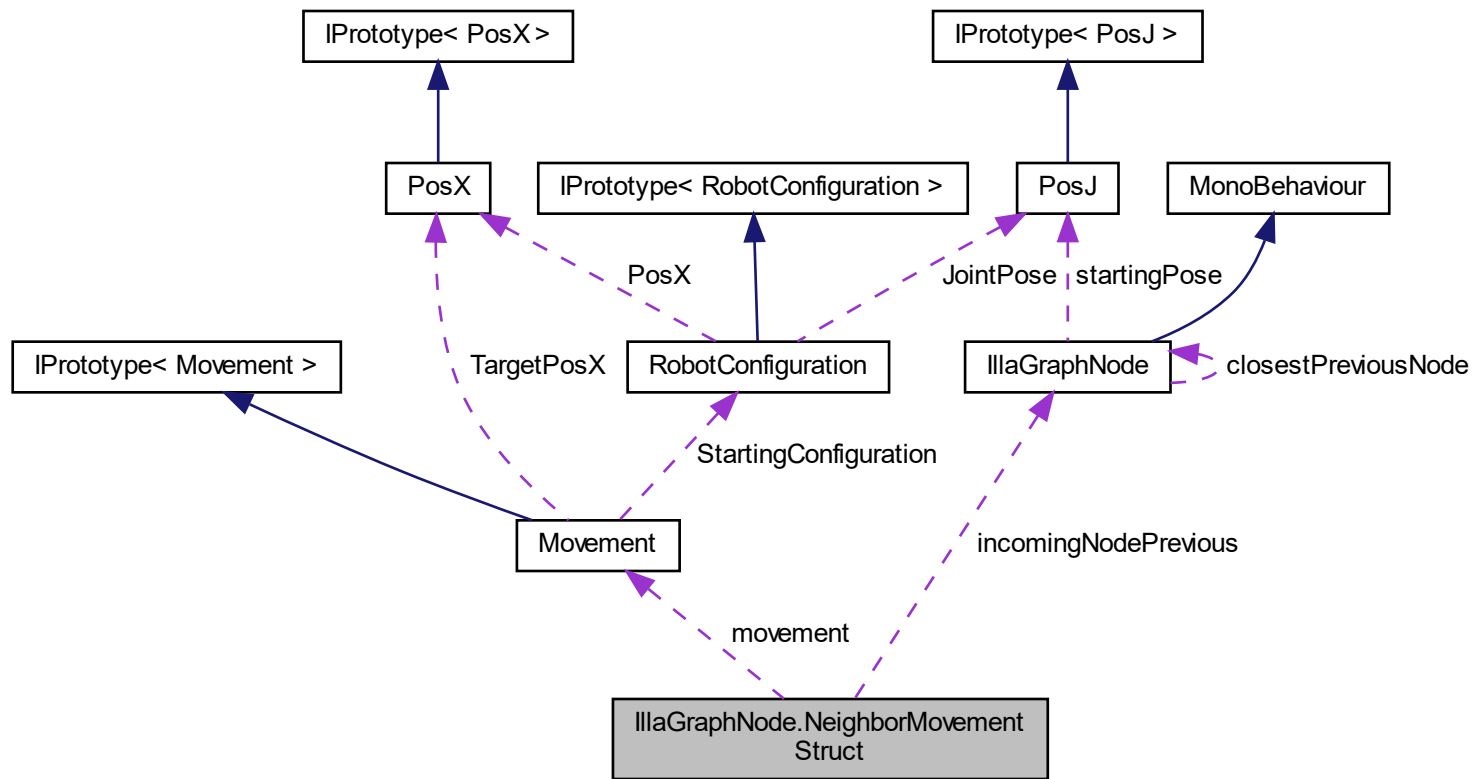 IPrototype< PosX >
IPrototype< PosJ >
PosX
IPrototype< RobotConfiguration >
PosJ
MonoBehaviour
PosX
JointPose
startingPose
IPrototype< Movement >
TargetPosX
RobotConfiguration
IllaGraphNode
closestPreviousNode
StartingConfiguration
Movement
incomingNodePrevious
movement
IllaGraphNode.NeighborMovement
Struct